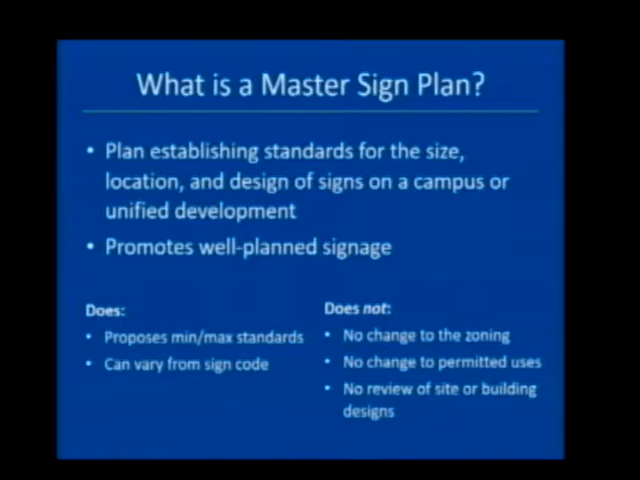 What is a Master Sign Plan?
• Plan establishing standards for the size,
location, and design of signs on a campus or
unified development
• Promotes well-planned signage
Does:
• Proposes min/max standards
• Can vary from sign code
Does not:
• No change to the zoning
• No change to permitted uses
• No review of site or building
designs